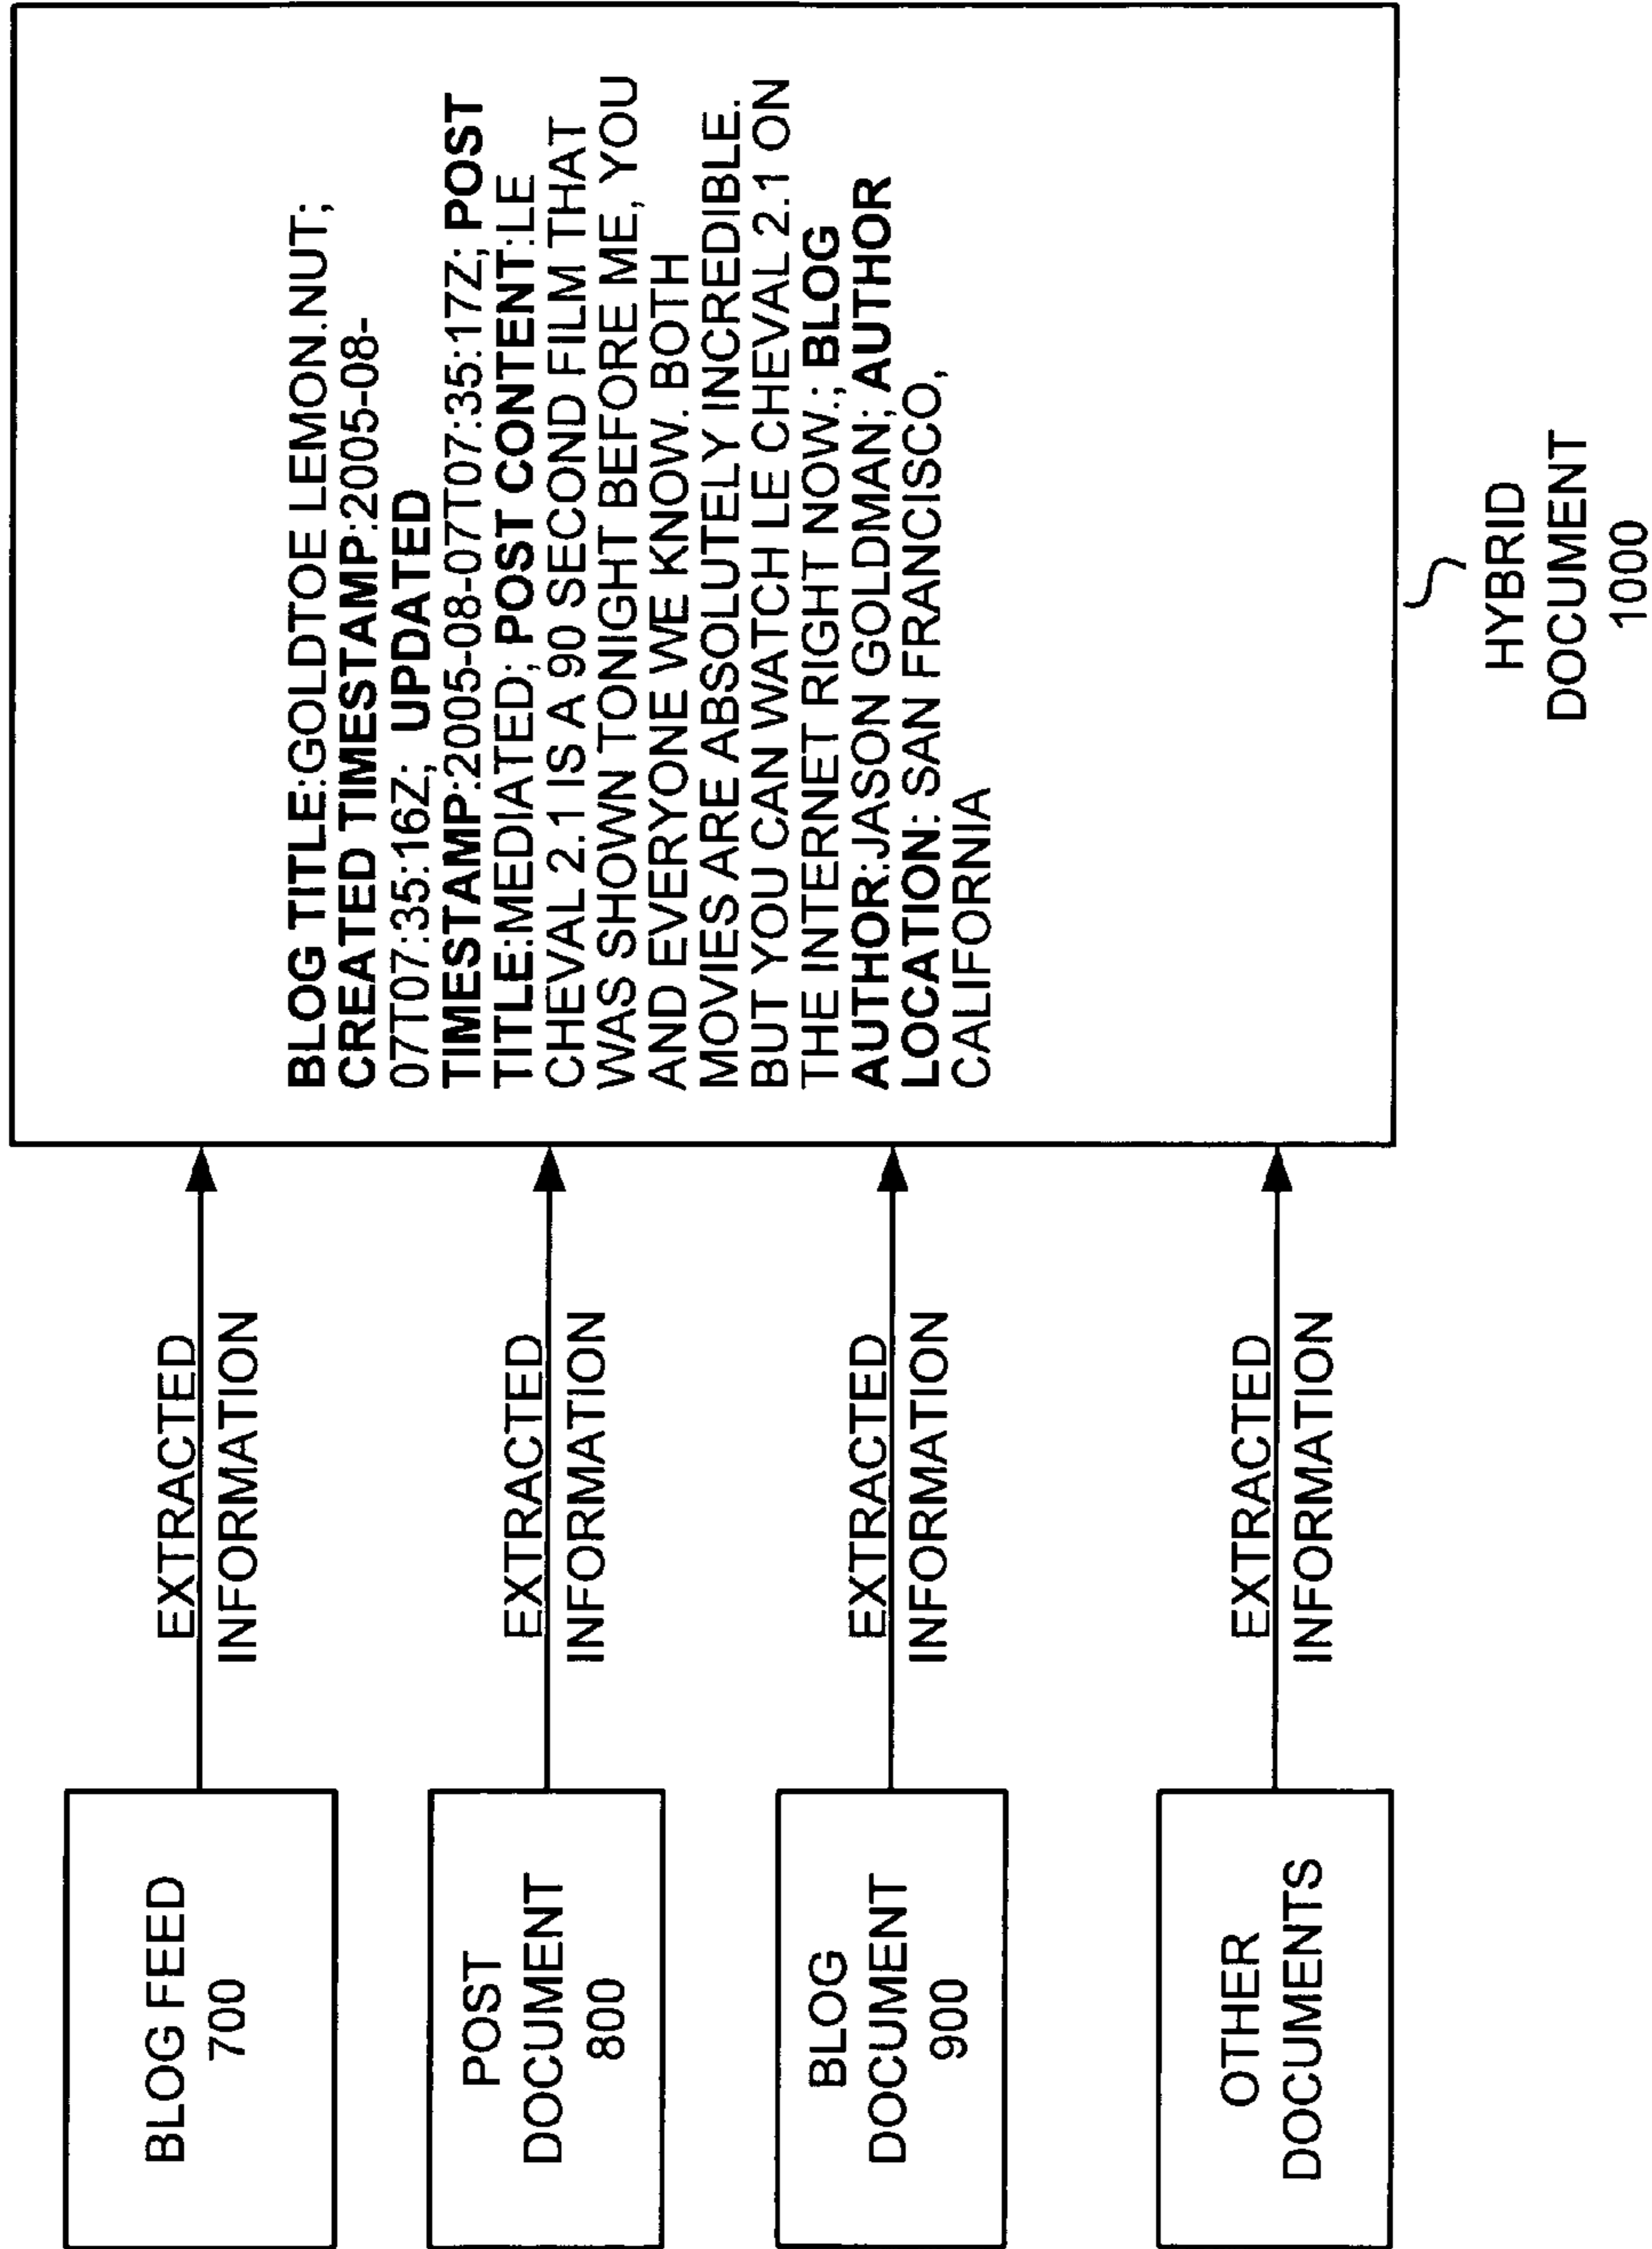 BLOG FEED
700
POST
DOCUMENT
800
BLOG
DOCUMENT
900
OTHER
DOCUMENTS
EXTRACTED
INFORMATION
EXTRACTED
INFORMATION
EXTRACTED
INFORMATION
EXTRACTED
INFORMATION
BLOG TITLE:GOLDTOE LEMON.NUT;
CREATED TIMESTAMP:2005-08-
07T07:35:16Z; UPDATED
TIMESTAMP:2005-08-07T07:35:17Z; POST
TITLE:MEDIATED; POST CONTENT:LE
CHEVAL 2.1 IS A 90 SECOND FILM THAT
WAS SHOWN TONIGHT BEFORE ME, YOU
AND EVERYONE WE KNOW. BOTH
MOVIES ARE ABSOLUTELY INCREDIBLE.
BUT YOU CAN WATCH LE CHEVAL 2.1 ON
THE INTERNET RIGHT NOW.; BLOG
AUTHOR:JASON GOLDMAN; AUTHOR
LOCATION: SAN FRANCISCO,
CALIFORNIA
HYBRID
DOCUMENT
1000